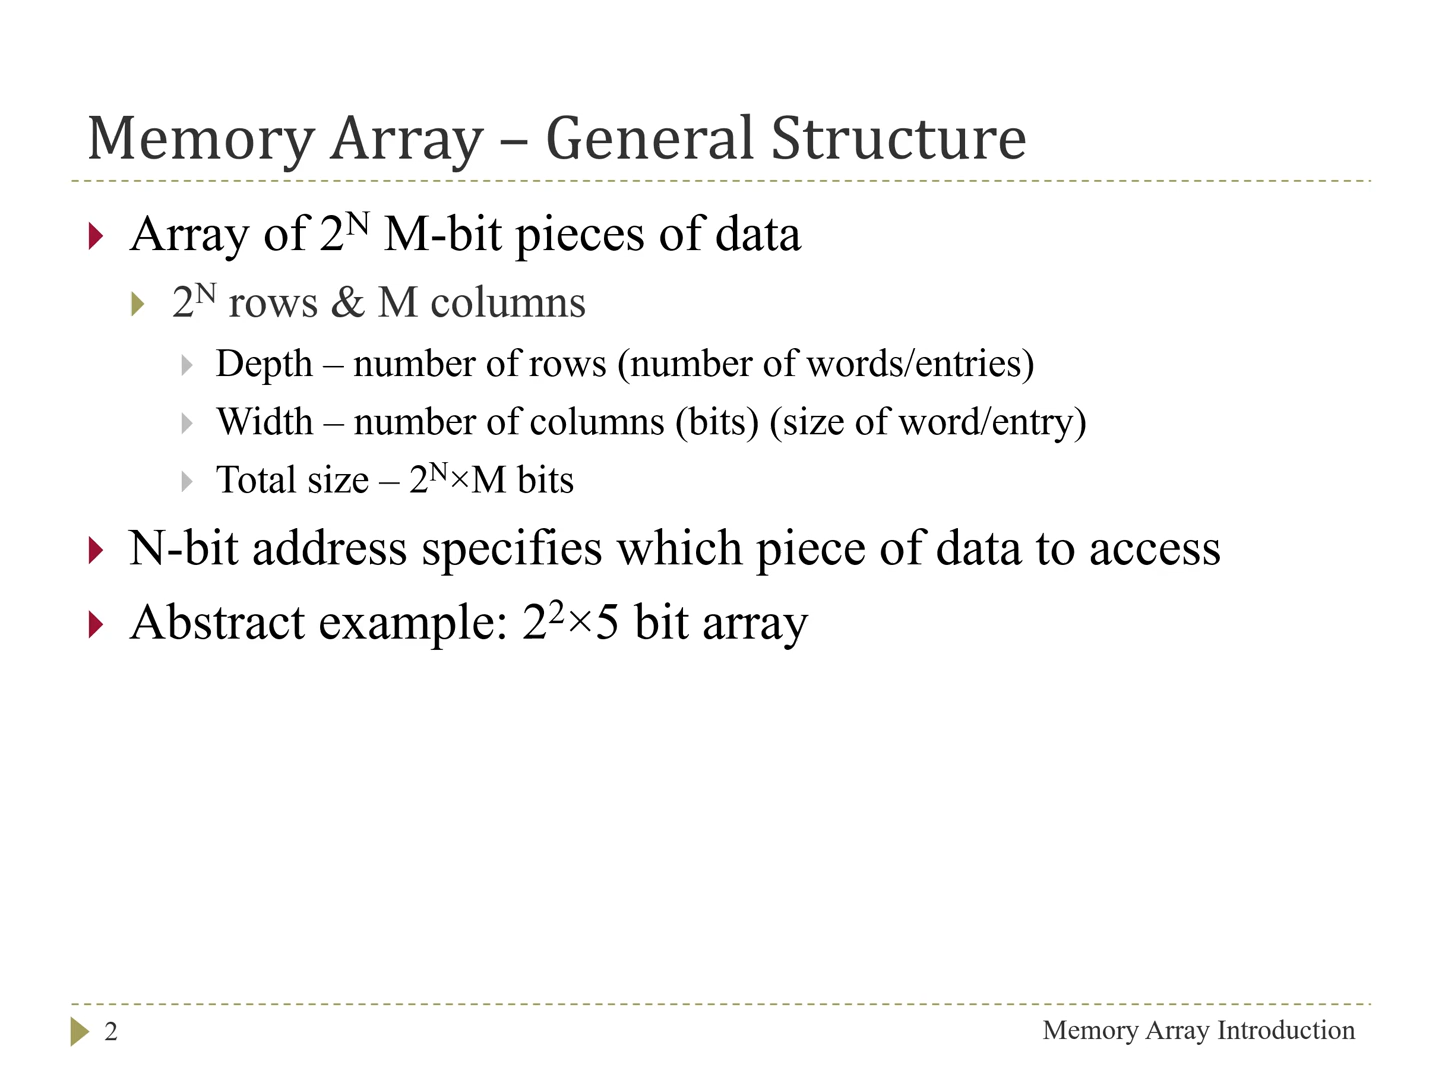 Memory Array – General Structure
Array of 2ᴺ M-bit pieces of data
2ᴺ rows & M columns
Depth – number of rows (number of words/entries)
Width – number of columns (bits) (size of word/entry)
Total size – 2ᴺ×M bits
N-bit address specifies which piece of data to access
Abstract example: 2²×5 bit array
2
Memory Array Introduction